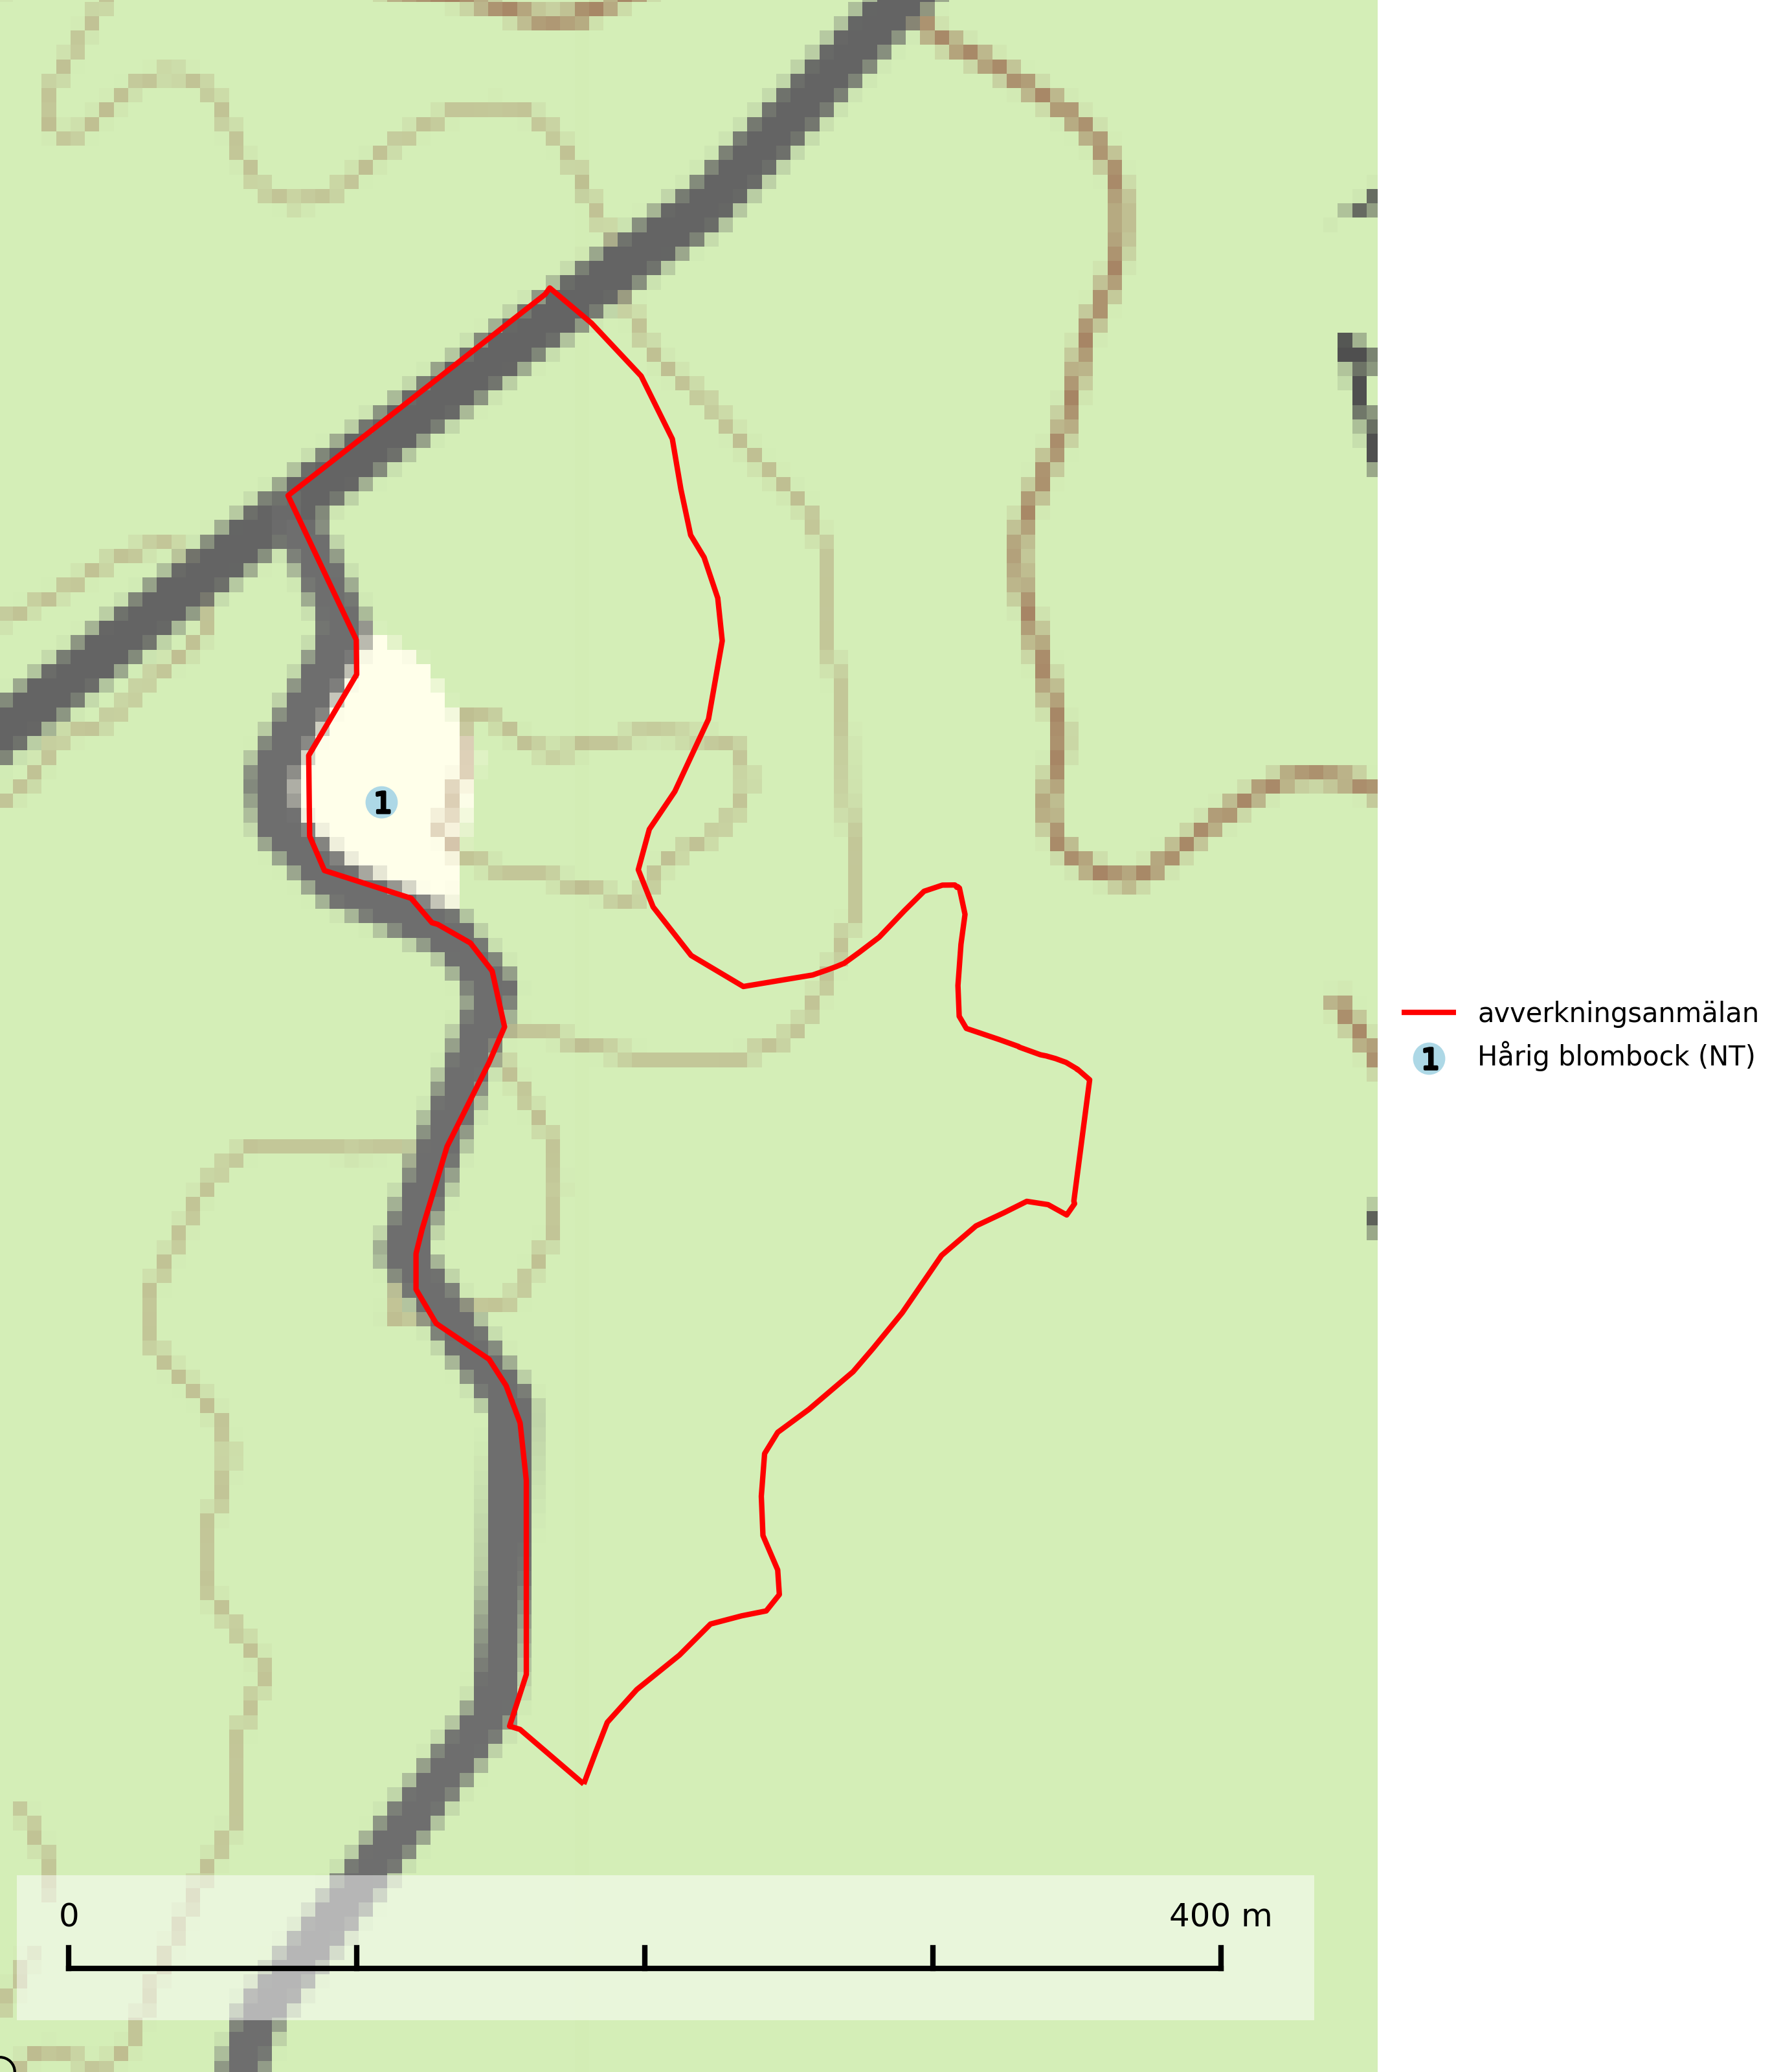 1
avverkningsanmälan
1 Hårig blombock (NT)
0 400 m